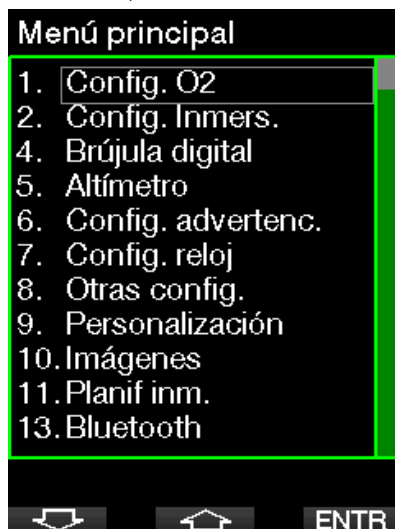 Menú principal
1. Config. O2
2. Config. Inmers.
4. Brújula digital
5. Altímetro
6. Config. advertenc.
7. Config. reloj
8. Otras config.
9. Personalización
10. Imágenes
11. Planif inm.
13. Bluetooth
ENTR